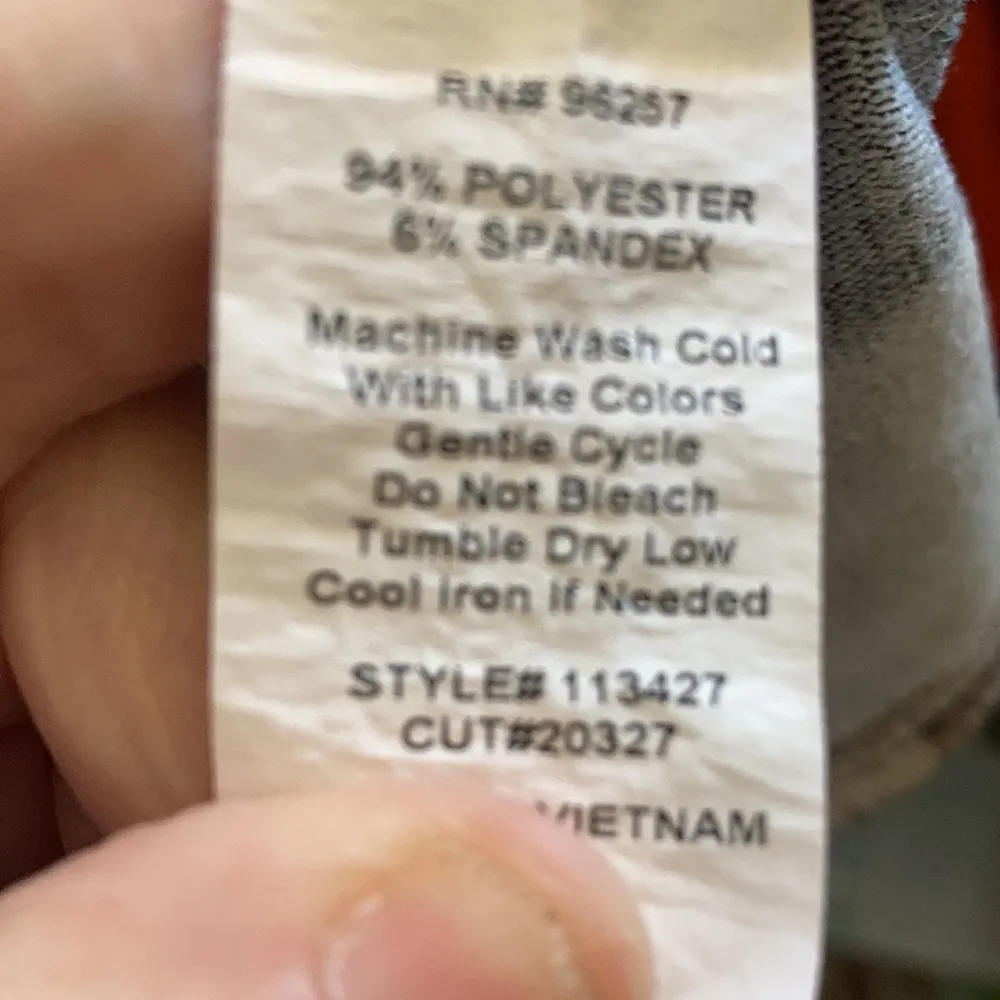 RN# 96257
94% POLYESTER
6% SPANDEX
Machine Wash Cold
With Like Colors
Gentle Cycle
Do Not Bleach
Tumble Dry Low
Cool Iron If Needed
STYLE# 113427
CUT#20327
VIETNAM